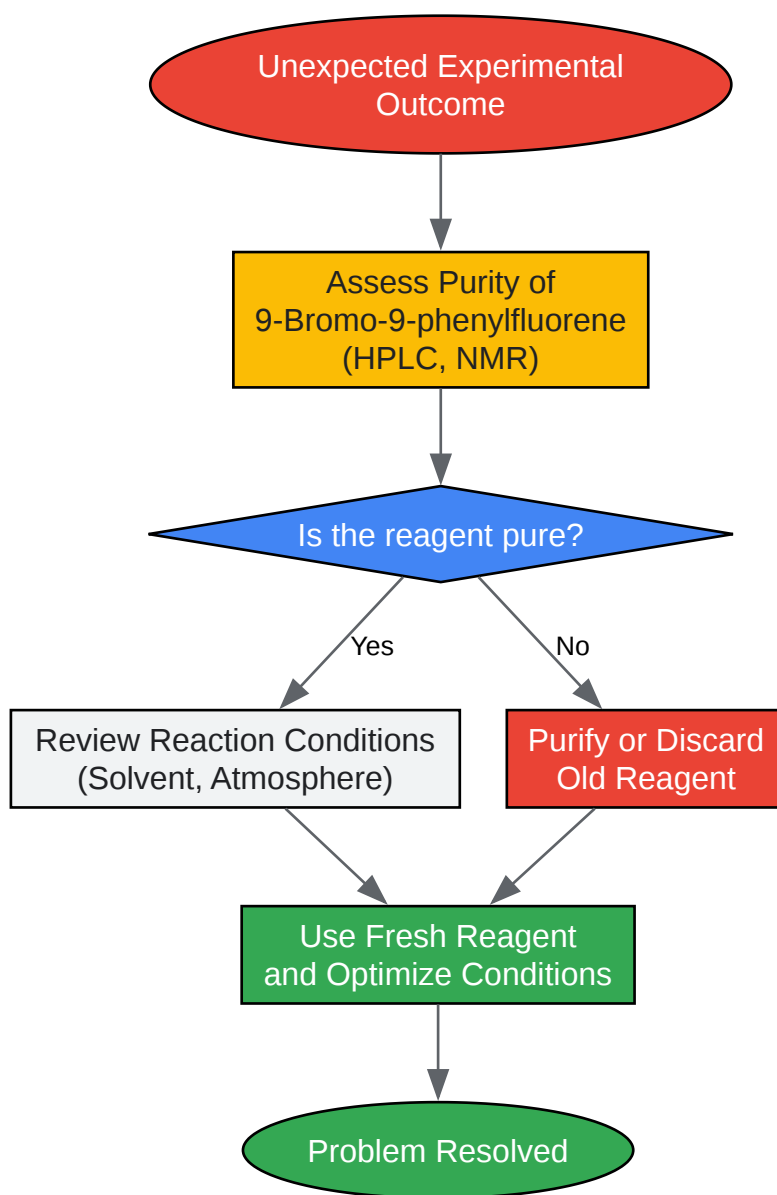 Unexpected Experimental
Outcome
Assess Purity of
9-Bromo-9-phenylfluorene
(HPLC, NMR)
Is the reagent pure?
Yes
No
Review Reaction Conditions
(Solvent, Atmosphere)
Purify or Discard
Old Reagent
Use Fresh Reagent
and Optimize Conditions
Problem Resolved